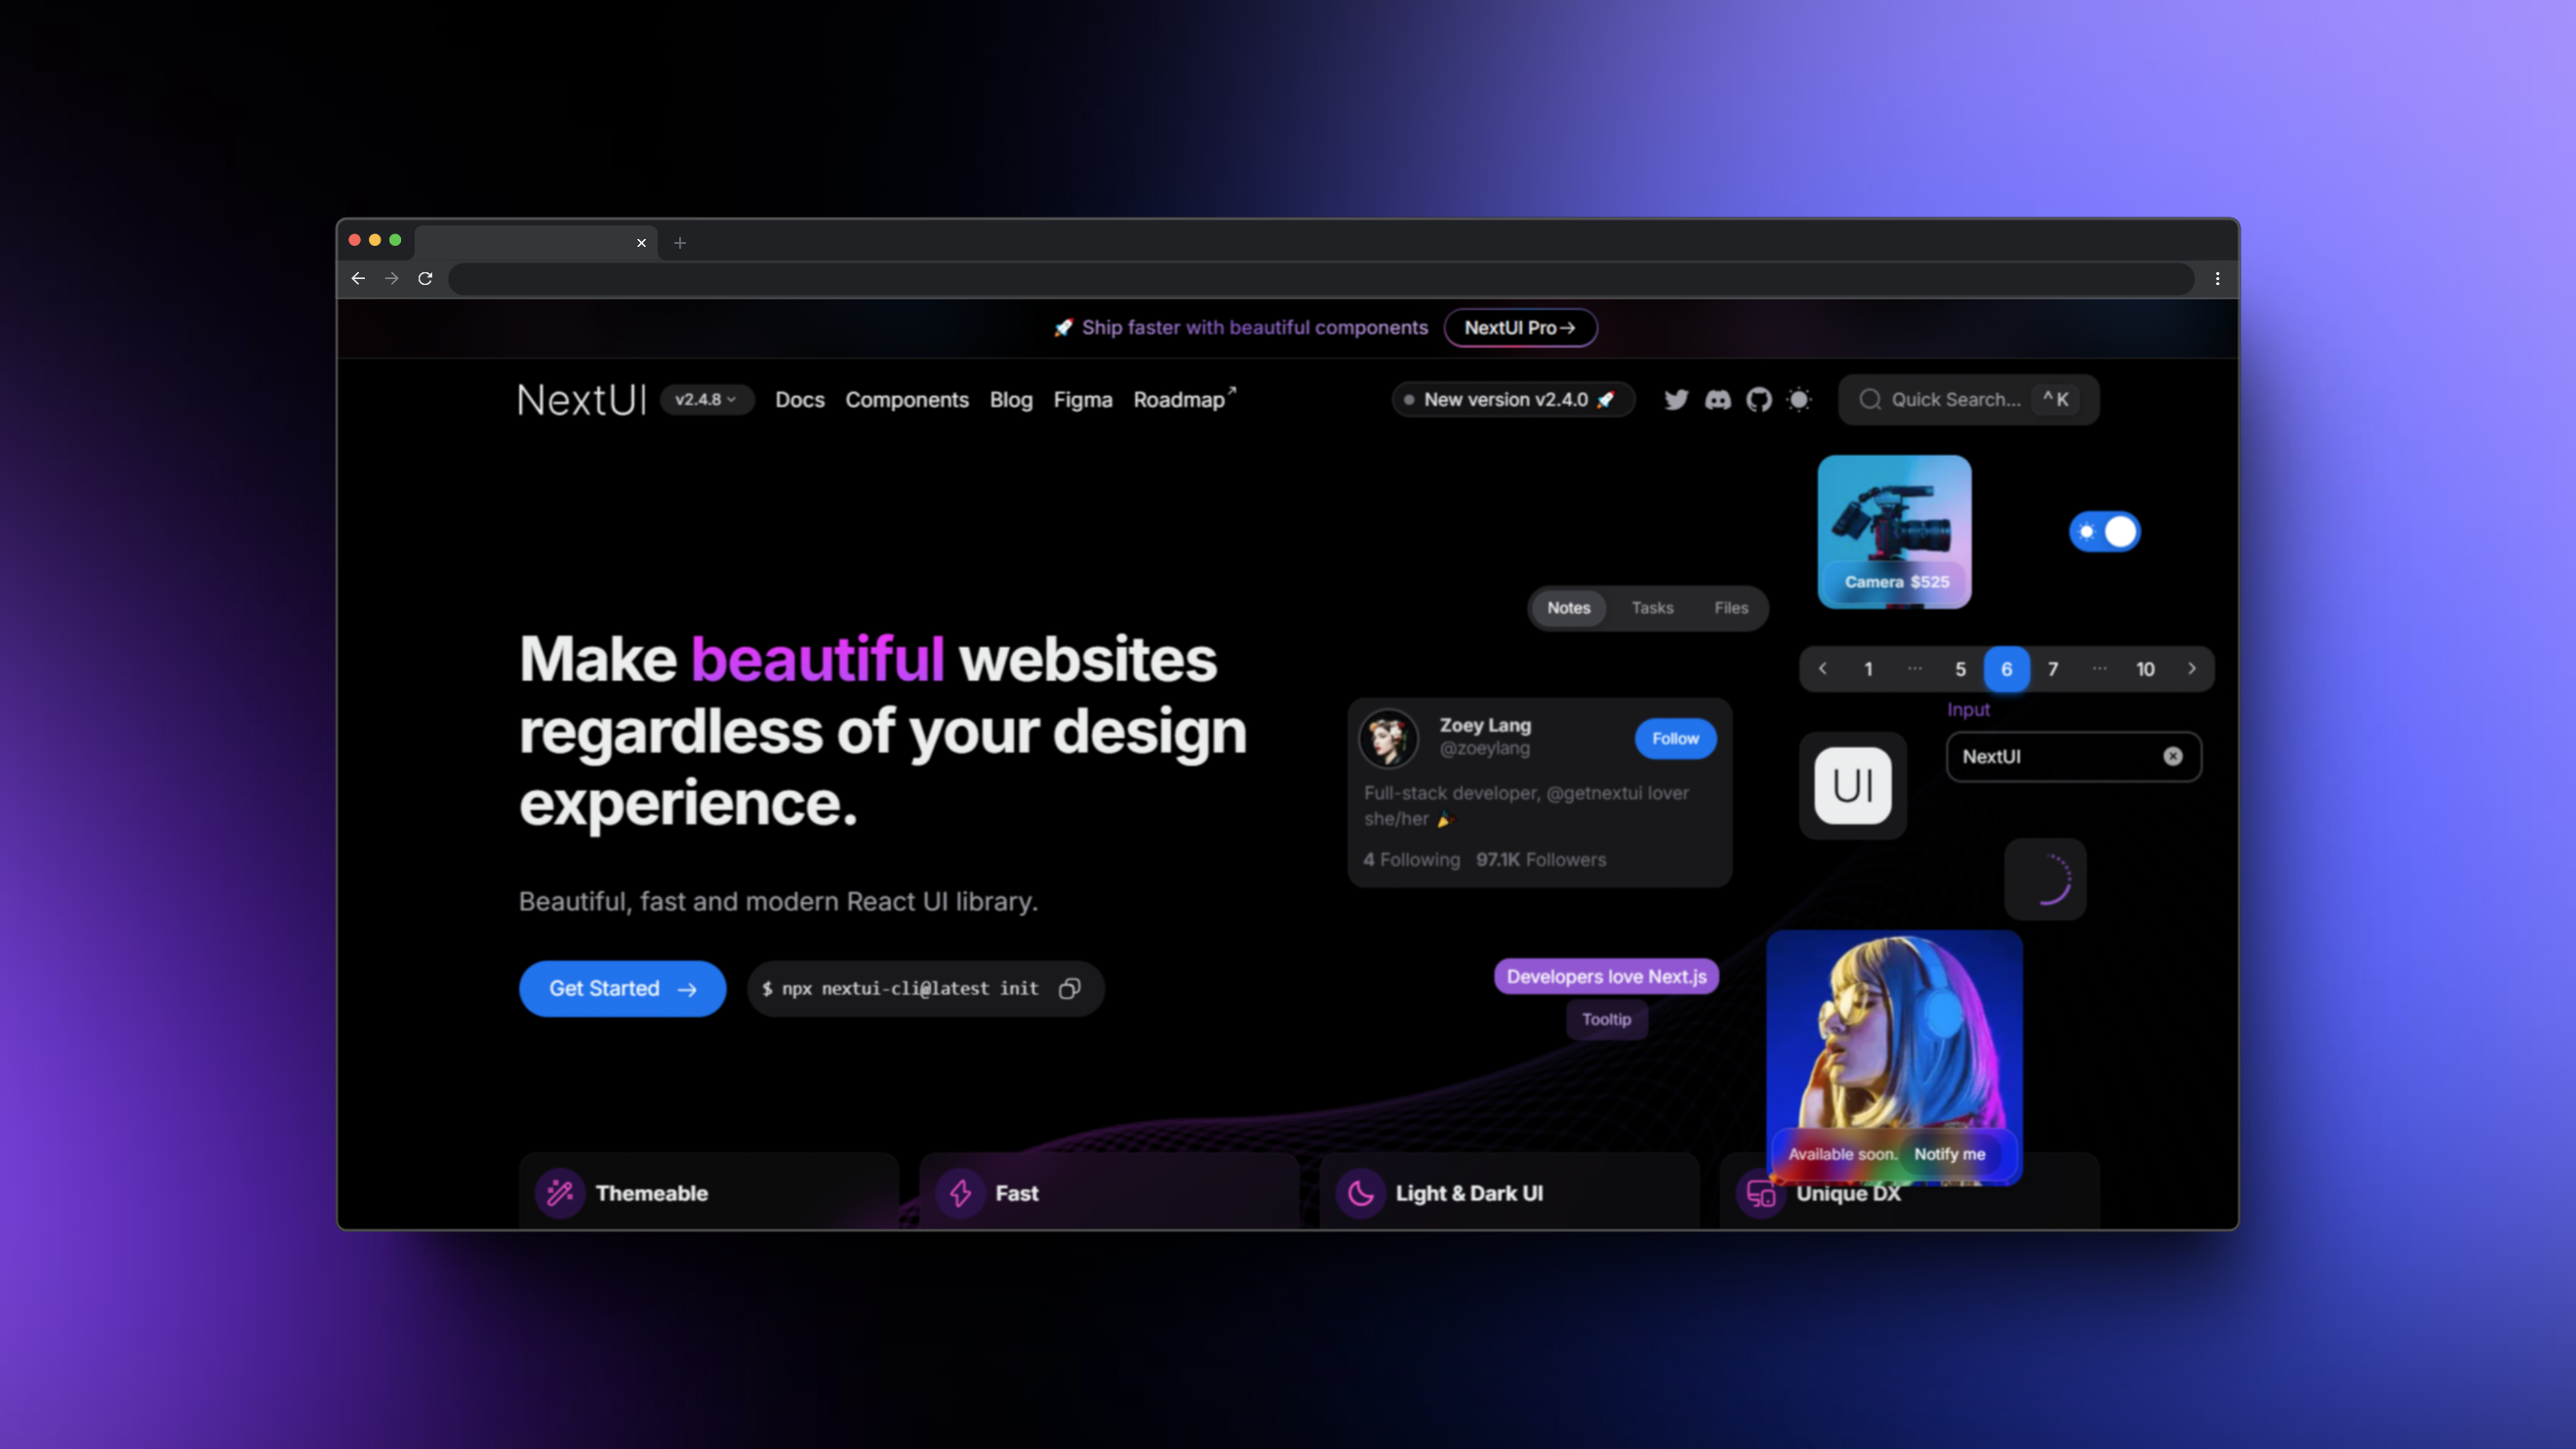 🚀 Ship faster with beautiful components NextUI Pro→
NextUI v2.4.8 Docs Components Blog Figma Roadmap↗ New version v2.4.0 🚀 Quick Search... ^ K
Camera $525
Notes Tasks Files
Make beautiful websites
regardless of your design
experience.
1 ... 5 6 7 ... 10
Input
NextUI
UI
Zoey Lang
@zoeylang
Follow
Full-stack developer, @getnextui lover
she/her 🎉
4 Following 97.1K Followers
Beautiful, fast and modern React UI library.
Get Started → $ npx nextui-cli@latest init
Developers love Next.js
Tooltip
Available soon. Notify me
Themeable Fast Light & Dark UI Unique DX